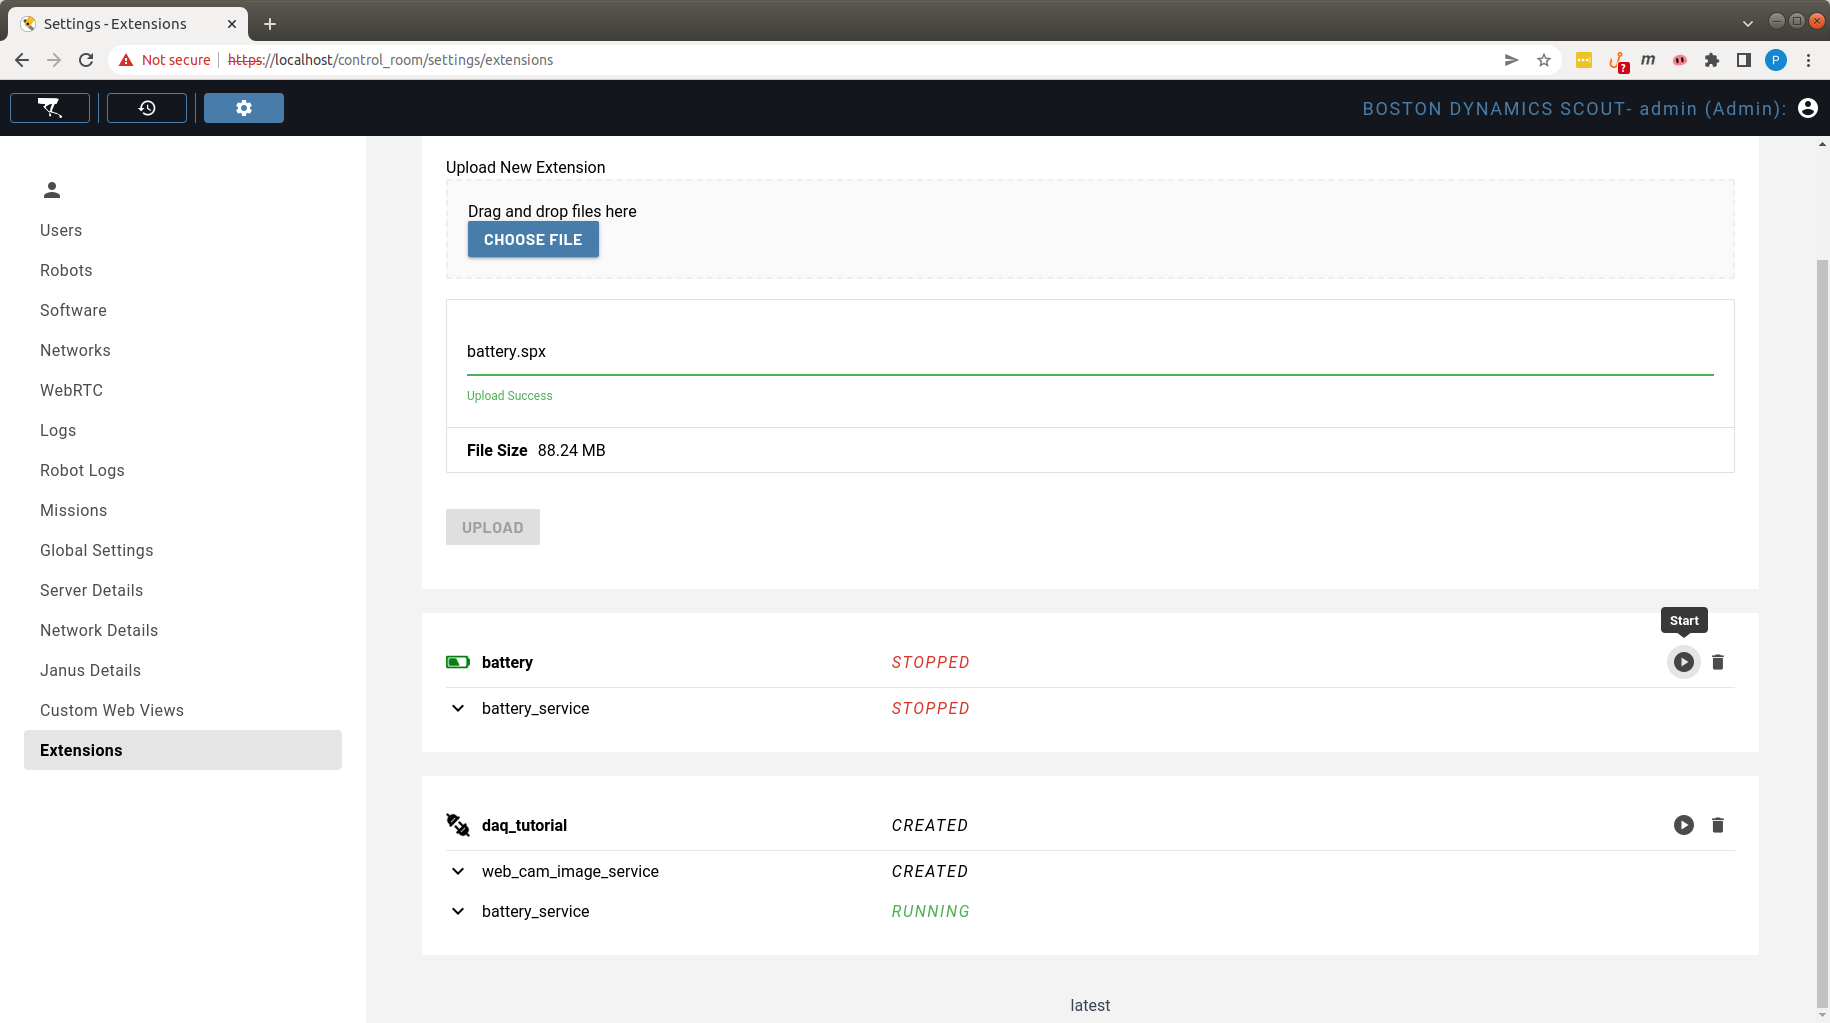 Settings - Extensions
Not secure https://localhost/control_room/settings/extensions
?
m
P
BOSTON DYNAMICS SCOUT- admin (Admin):
Users
Robots
Software
Networks
WebRTC
Logs
Robot Logs
Missions
Global Settings
Server Details
Network Details
Janus Details
Custom Web Views
Extensions
Upload New Extension
Drag and drop files here
CHOOSE FILE
battery.spx
Upload Success
File Size 88.24 MB
UPLOAD
Start
battery STOPPED
battery_service STOPPED
daq_tutorial CREATED
web_cam_image_service CREATED
battery_service RUNNING
latest